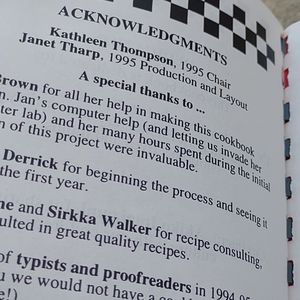 ACKNOWLEDGMENTS
Kathleen Thompson, 1995 Chair
Janet Tharp, 1995 Production and Layout
A special thanks to ...
Brown for all her help in making this cookbook
n. Jan's computer help (and letting us invade her
ter lab) and her many hours spent during the initial
n of this project were invaluable.
Derrick for beginning the process and seeing it
the first year.
ne and Sirkka Walker for recipe consulting,
sulted in great quality recipes.
of typists and proofreaders in 1994-95
u we would not have a
e!)